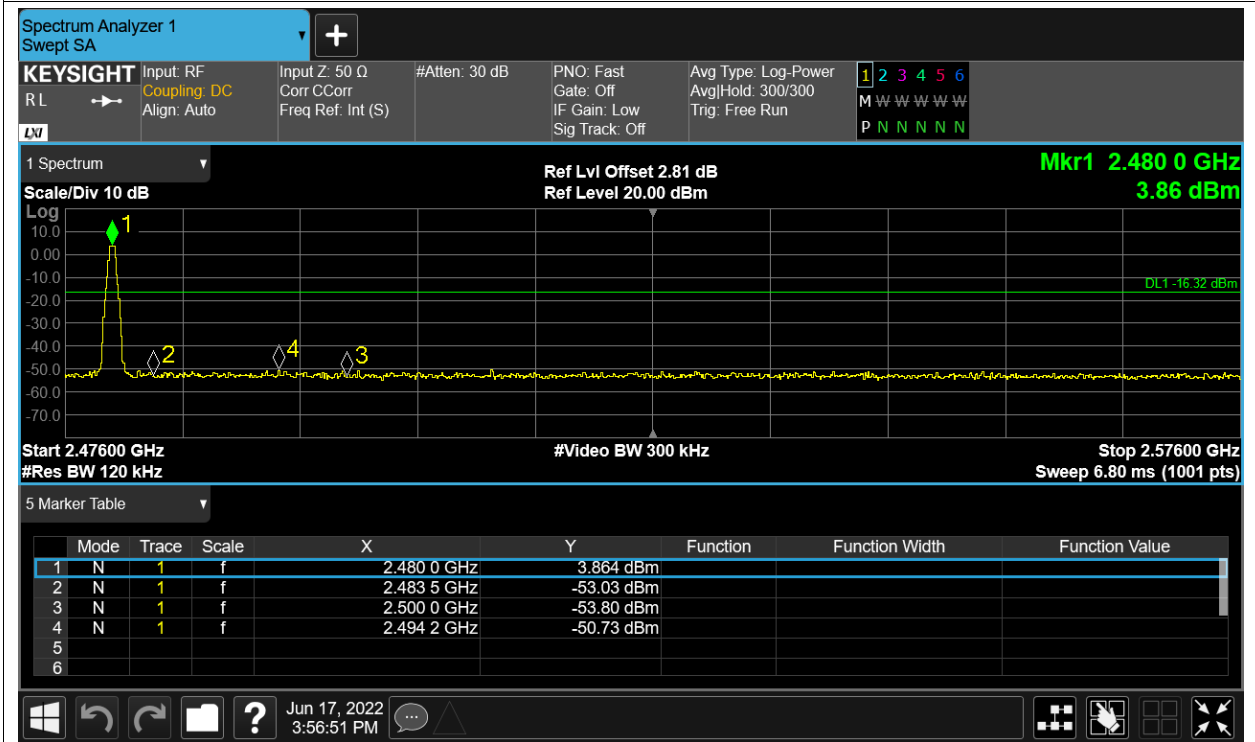 Spectrum Analyzer 1
Swept SA
KEYSIGHT
R L
LXI
Input: RF
Coupling: DC
Align: Auto
Input Z: 50 Ω
Corr CCorr
Freq Ref: Int (S)
#Atten: 30 dB
PNO: Fast
Gate: Off
IF Gain: Low
Sig Track: Off
Avg Type: Log-Power
Avg|Hold: 300/300
Trig: Free Run
1 2 3 4 5 6
M W W W W W
P N N N N N
1 Spectrum
Scale/Div 10 dB
Ref Lvl Offset 2.81 dB
Ref Level 20.00 dBm
Mkr1 2.480 0 GHz
3.86 dBm
Log
10.0
0.00
-10.0
-20.0
-30.0
-40.0
-50.0
-60.0
-70.0
1
2
4
3
DL1 -16.32 dBm
Start 2.47600 GHz
#Res BW 120 kHz
#Video BW 300 kHz
Stop 2.57600 GHz
Sweep 6.80 ms (1001 pts)
5 Marker Table
Mode Trace Scale X Y Function Function Width Function Value
1 N 1 f 2.480 0 GHz 3.864 dBm
2 N 1 f 2.483 5 GHz -53.03 dBm
3 N 1 f 2.500 0 GHz -53.80 dBm
4 N 1 f 2.494 2 GHz -50.73 dBm
5
6
?
Jun 17, 2022
3:56:51 PM